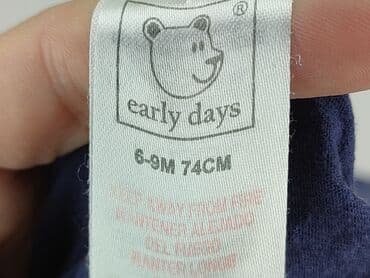 ®
early days
6-9M 74CM
KEEP AWAY FROM FIRE
MANTENER ALEJADO
DEL FUEGO